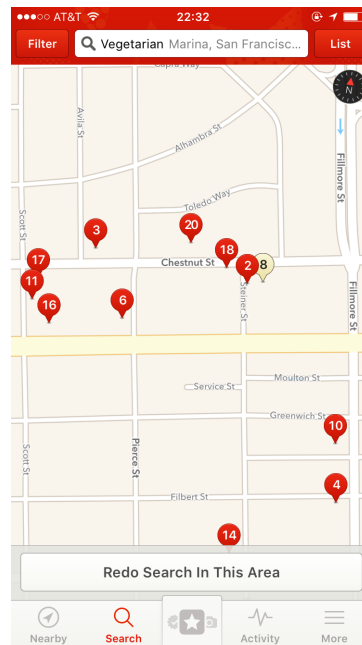 AT&T 22:32
Filter Vegetarian Marina, San Francisc... List
Capra Way
N
Avila St
Alhambra St
Fillmore St
Toledo Way
Scott St
3
20
17
Chestnut St
18
2
8
11
16
6
Steiner St
Fillmore St
Moulton St
Service St
Greenwich St
10
Scott St
Pierce St
4
Filbert St
14
Redo Search In This Area
Nearby Search Activity More